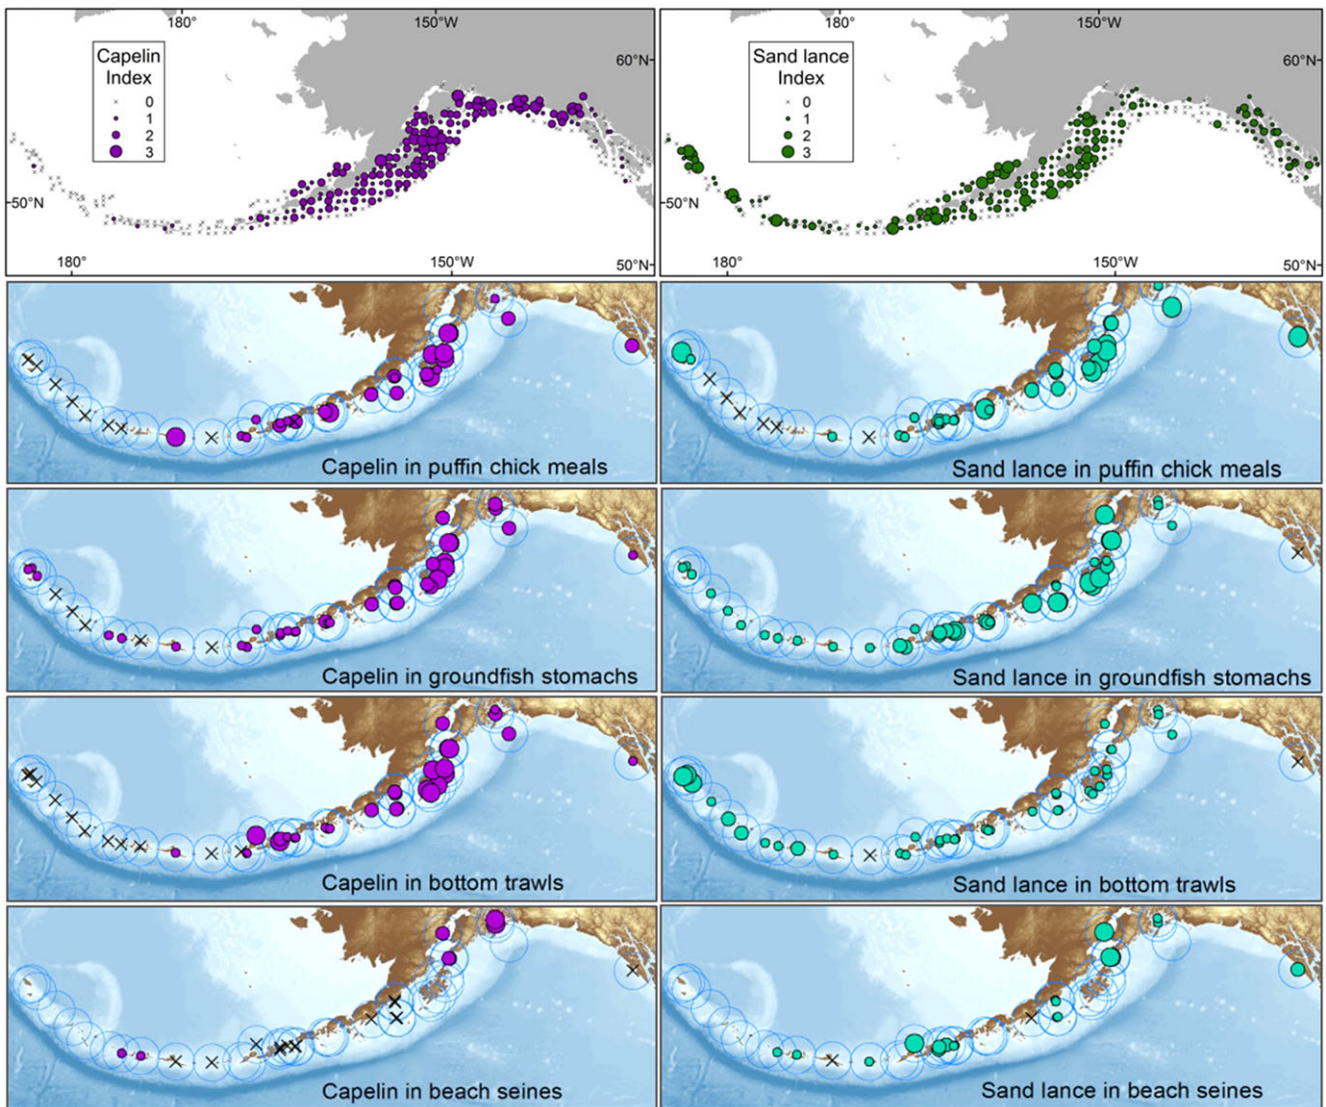 180°
150°W
60°N
Capelin
Index
0
1
2
3
50°N
180°
150°W
60°N
Sand lance
Index
0
1
2
3
50°N
180°
150°W
50°N
180°
150°W
50°N
Capelin in puffin chick meals
Sand lance in puffin chick meals
Capelin in groundfish stomachs
Sand lance in groundfish stomachs
Capelin in bottom trawls
Sand lance in bottom trawls
Capelin in beach seines
Sand lance in beach seines